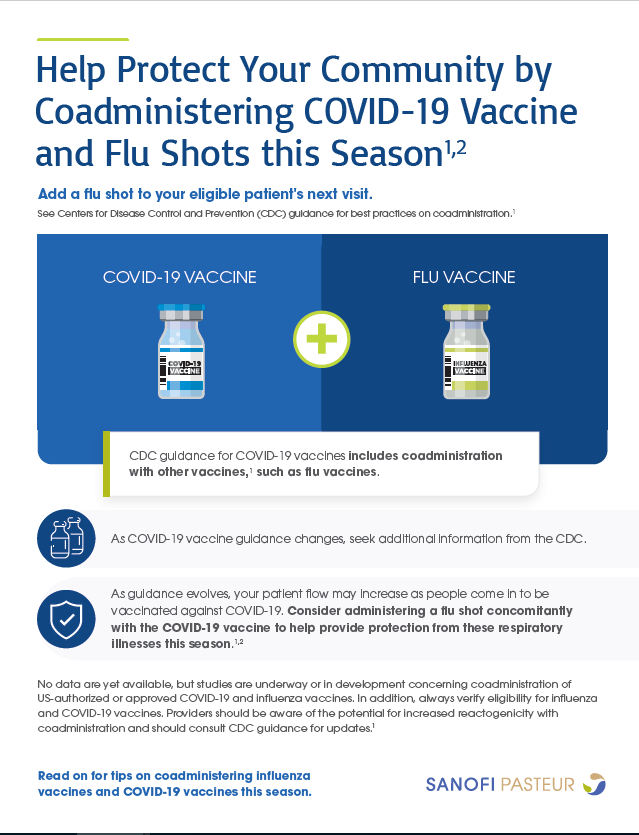 Help Protect Your Community by
Coadministering COVID-19 Vaccine
and Flu Shots this Season1,2
Add a flu shot to your eligible patient's next visit.
See Centers for Disease Control and Prevention (CDC) guidance for best practices on coadministration.1
COVID-19 VACCINE
FLU VACCINE
COVID-19
VACCINE
INFLUENZA
VACCINE
CDC guidance for COVID-19 vaccines includes coadministration
with other vaccines,1 such as flu vaccines.
As COVID-19 vaccine guidance changes, seek additional information from the CDC.
As guidance evolves, your patient flow may increase as people come in to be
vaccinated against COVID-19. Consider administering a flu shot concomitantly
with the COVID-19 vaccine to help provide protection from these respiratory
illnesses this season.1,2
No data are yet available, but studies are underway or in development concerning coadministration of
US-authorized or approved COVID-19 and influenza vaccines. In addition, always verify eligibility for influenza
and COVID-19 vaccines. Providers should be aware of the potential for increased reactogenicity with
coadministration and should consult CDC guidance for updates.1
Read on for tips on coadministering influenza
vaccines and COVID-19 vaccines this season.
SANOFI PASTEUR